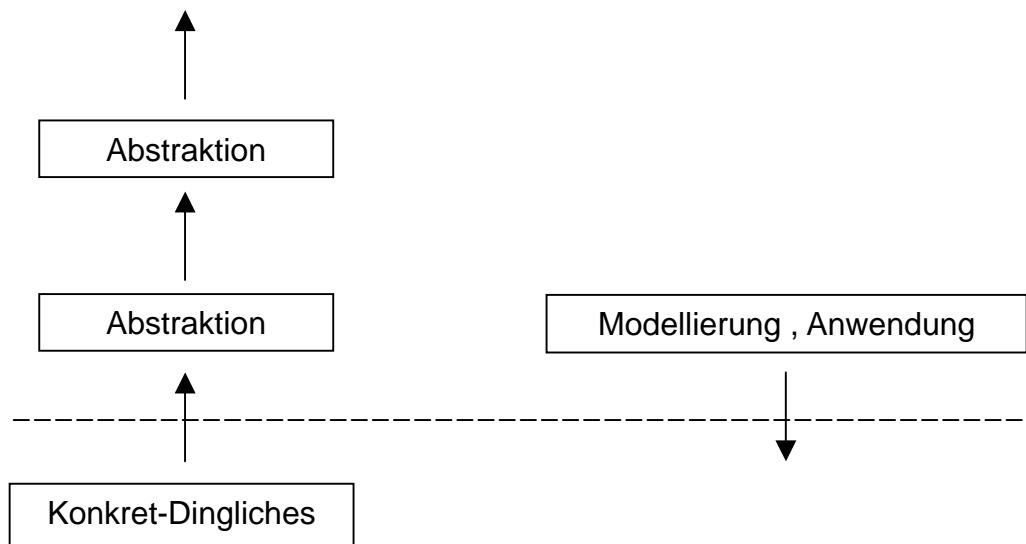 Abstraktion
Abstraktion
Modellierung , Anwendung
Konkret-Dingliches